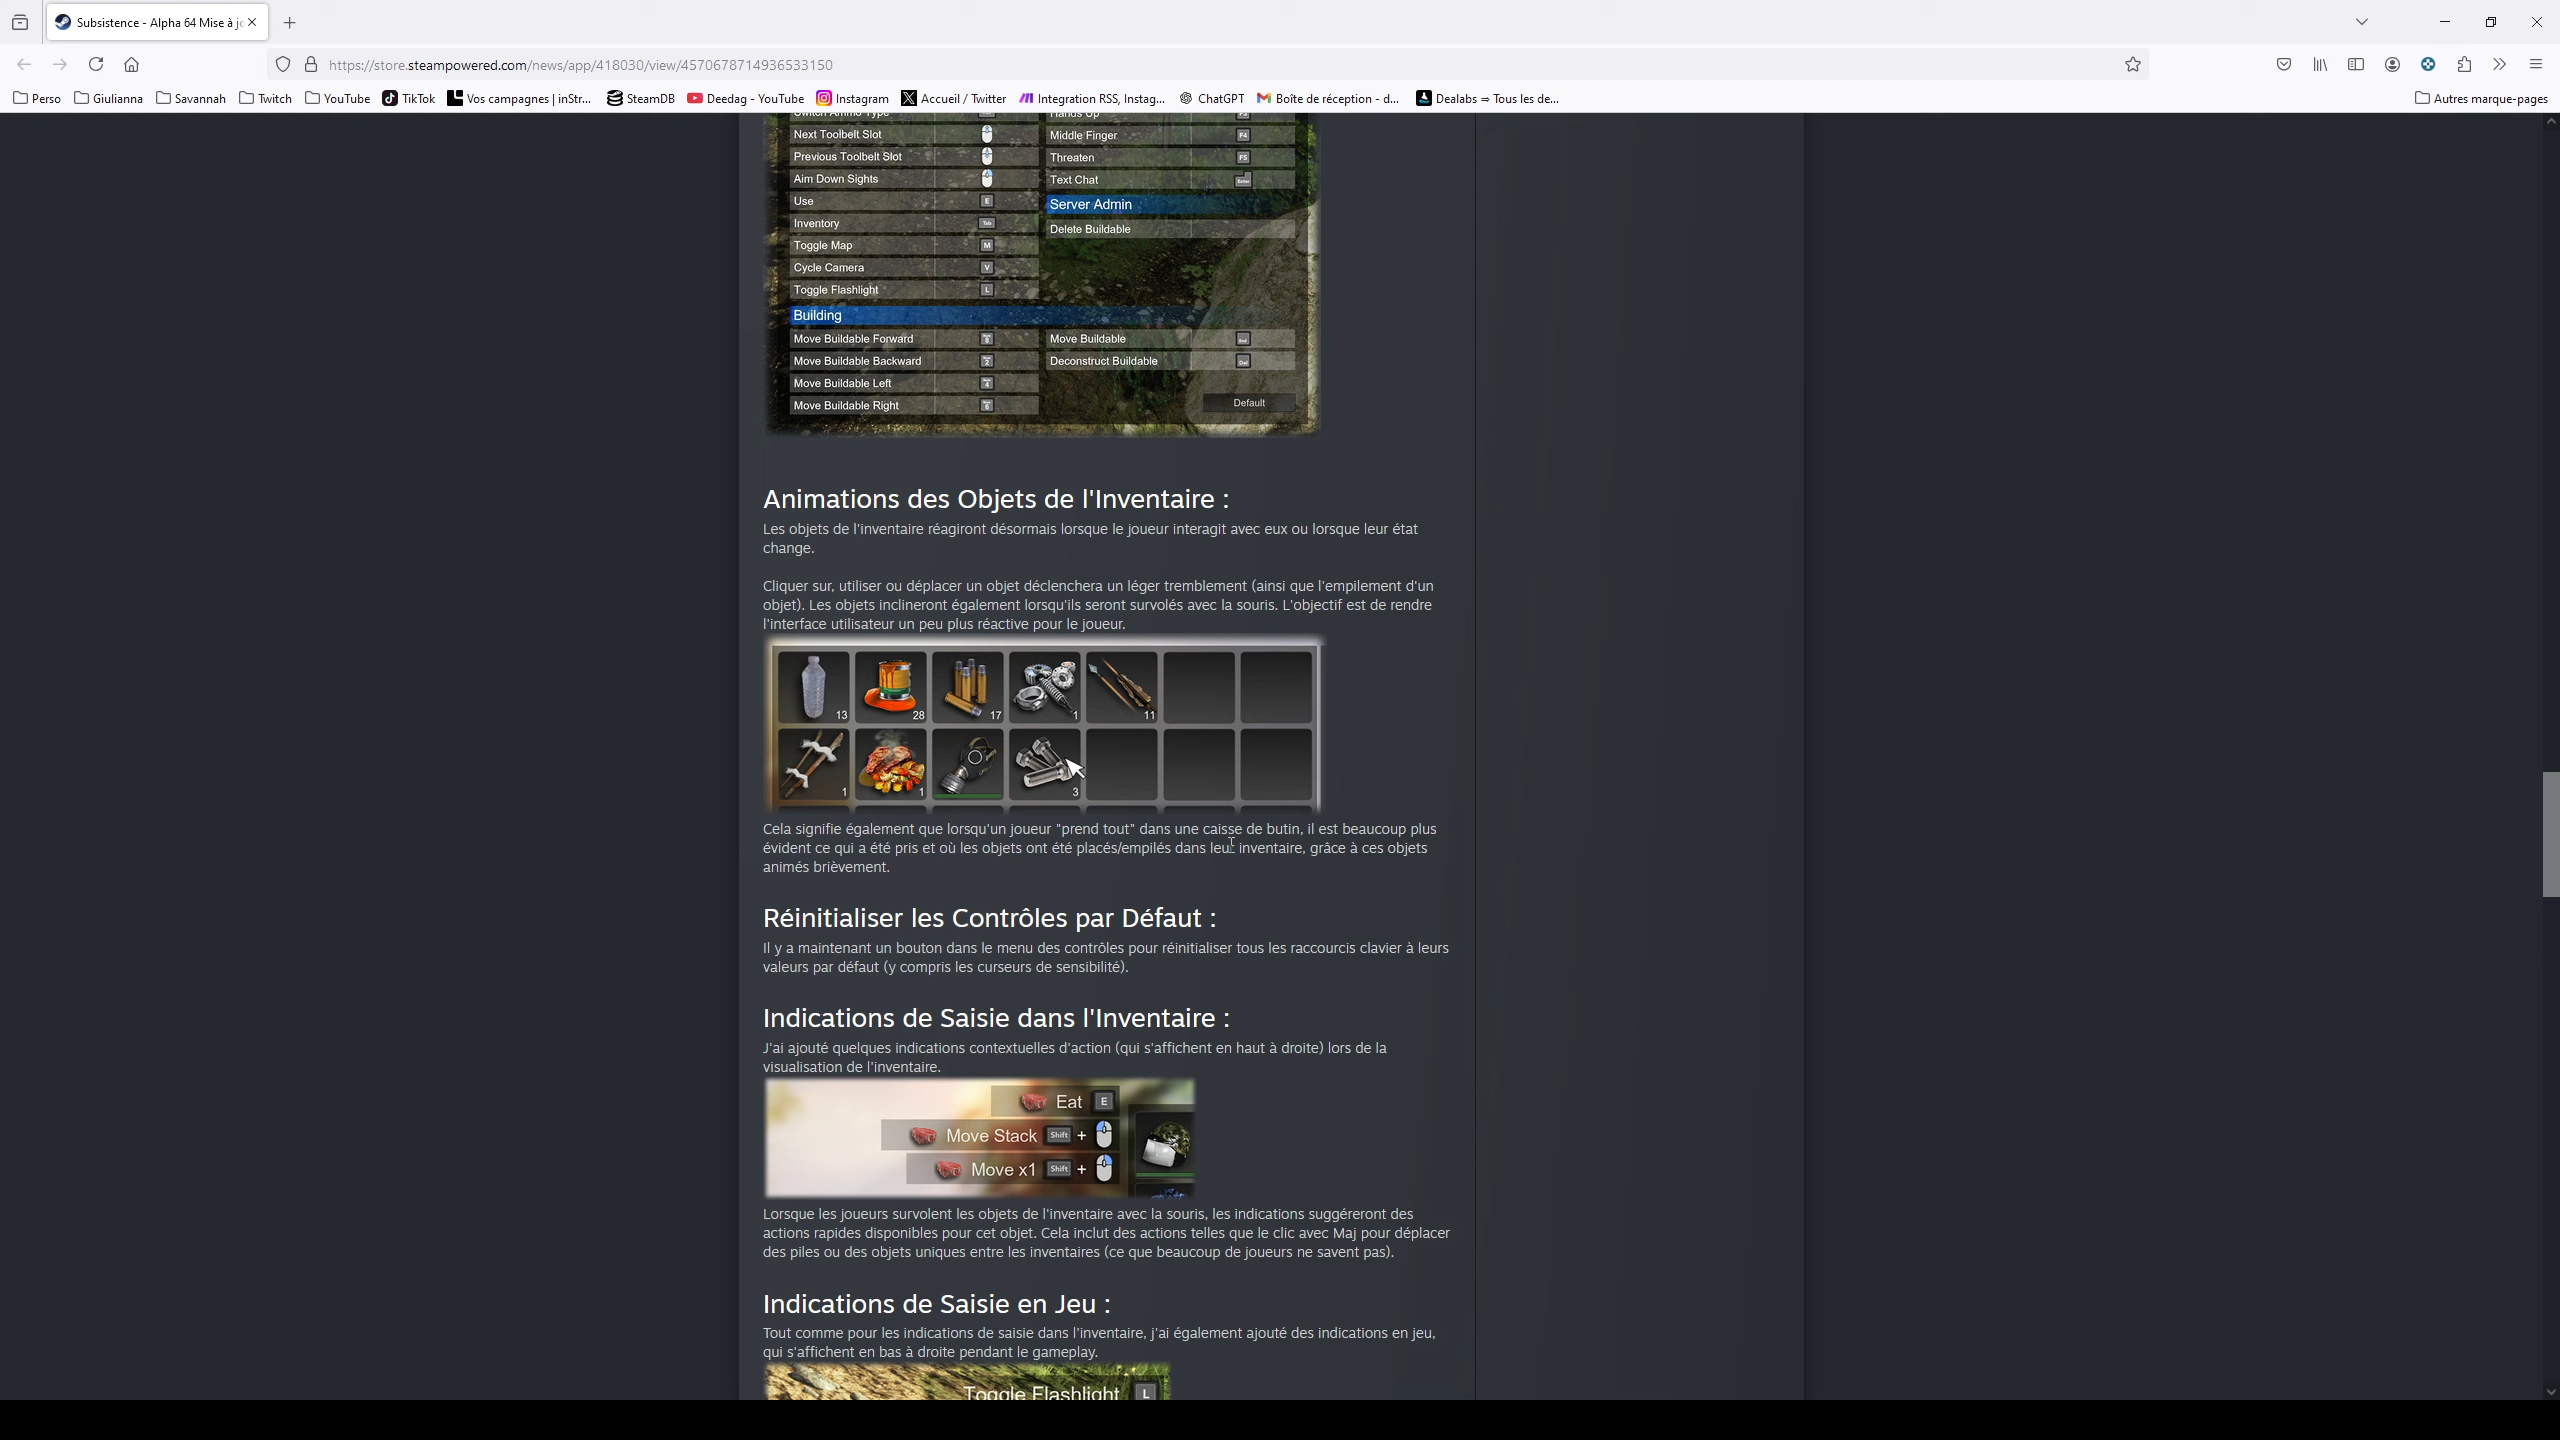 Subsistence - Alpha 64 Mise à jo
https://store.steampowered.com/news/app/418030/view/4570678714936533150
Perso
Giulianna
Savannah
Twitch
YouTube
TikTok
Vos campagnes | inStr...
SteamDB
Deedag - YouTube
Instagram
Accueil / Twitter
Integration RSS, Instag...
ChatGPT
Boîte de réception - d...
Dealabs ⇒ Tous les de...
Autres marque-pages
Switch Ammo Type
Next Toolbelt Slot
Previous Toolbelt Slot
Aim Down Sights
Use E
Inventory Tab
Toggle Map M
Cycle Camera V
Toggle Flashlight L
Hands Up F3
Middle Finger F4
Threaten F5
Text Chat Enter
Server Admin
Delete Buildable
Building
Move Buildable Forward 8
Move Buildable Backward 2
Move Buildable Left 4
Move Buildable Right 6
Move Buildable End
Deconstruct Buildable Del
Default
Animations des Objets de l'Inventaire :
Les objets de l'inventaire réagiront désormais lorsque le joueur interagit avec eux ou lorsque leur état
change.
Cliquer sur, utiliser ou déplacer un objet déclenchera un léger tremblement (ainsi que l'empilement d'un
objet). Les objets inclineront également lorsqu'ils seront survolés avec la souris. L'objectif est de rendre
l'interface utilisateur un peu plus réactive pour le joueur.
13 28 17 1 11
1 1 3
Cela signifie également que lorsqu'un joueur "prend tout" dans une caisse de butin, il est beaucoup plus
évident ce qui a été pris et où les objets ont été placés/empilés dans leur inventaire, grâce à ces objets
animés brièvement.
Réinitialiser les Contrôles par Défaut :
Il y a maintenant un bouton dans le menu des contrôles pour réinitialiser tous les raccourcis clavier à leurs
valeurs par défaut (y compris les curseurs de sensibilité).
Indications de Saisie dans l'Inventaire :
J'ai ajouté quelques indications contextuelles d'action (qui s'affichent en haut à droite) lors de la
visualisation de l'inventaire.
Eat E
Move Stack Shift +
Move x1 Shift +
Lorsque les joueurs survolent les objets de l'inventaire avec la souris, les indications suggéreront des
actions rapides disponibles pour cet objet. Cela inclut des actions telles que le clic avec Maj pour déplacer
des piles ou des objets uniques entre les inventaires (ce que beaucoup de joueurs ne savent pas).
Indications de Saisie en Jeu :
Tout comme pour les indications de saisie dans l'inventaire, j'ai également ajouté des indications en jeu,
qui s'affichent en bas à droite pendant le gameplay.
Toggle Flashlight L